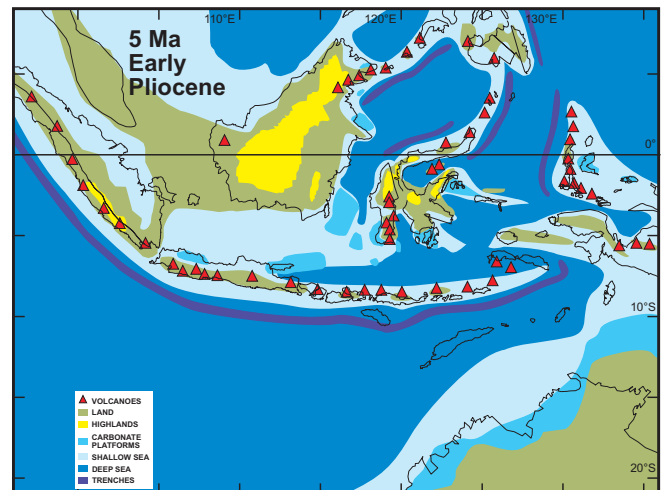 110°E 120°E 130°E
5 Ma
Early
Pliocene
0°
10°S
VOLCANOES
LAND
HIGHLANDS
CARBONATE
PLATFORMS
SHALLOW SEA
DEEP SEA
TRENCHES
20°S